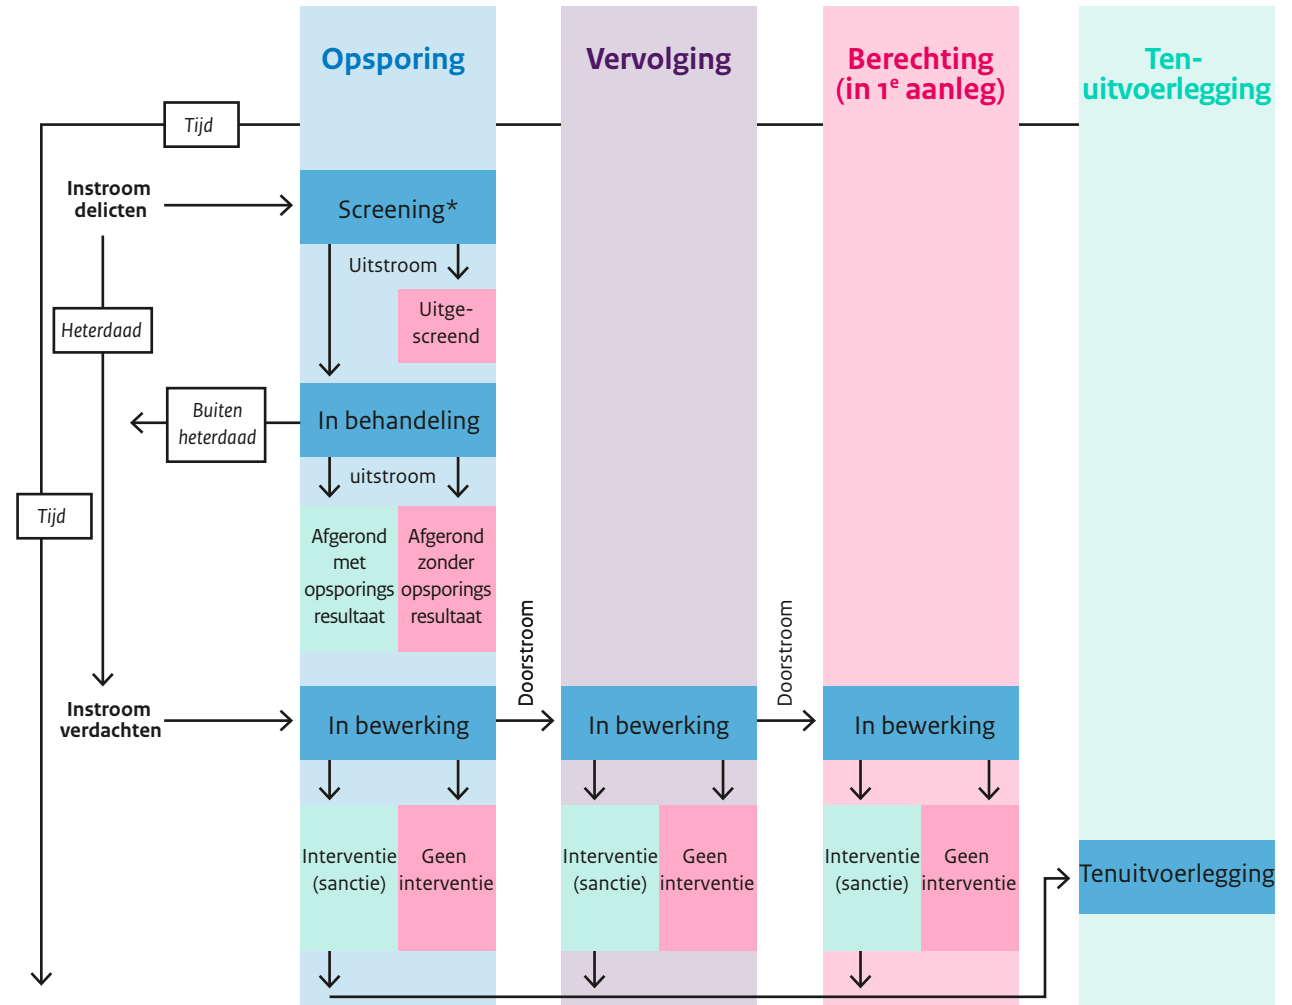 Opsporing
Vervolging
Berechting
(in 1e aanleg)
Ten-
uitvoerlegging
Tijd
Instroom
delicten
Screening*
Uitstroom
Uitge-
screend
Heterdaad
Buiten
heterdaad
In behandeling
uitstroom
Tijd
Afgerond
met
opsporings
resultaat
Afgerond
zonder
opsporings
resultaat
Doorstroom
Doorstroom
Instroom
verdachten
In bewerking
In bewerking
In bewerking
Interventie
(sanctie)
Geen
interventie
Interventie
(sanctie)
Geen
interventie
Interventie
(sanctie)
Geen
interventie
Tenuitvoerlegging